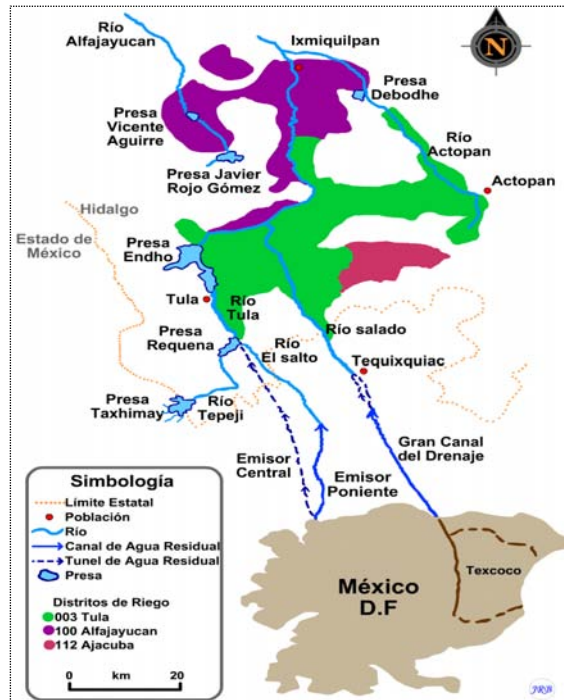 Río
Alfajayucan
Ixmiquilpan
N
Presa
Debodhe
Presa
Vicente
Aguirre
Río
Actopan
Presa Javier
Rojo Gómez
Actopan
Hidalgo
Estado de
México
Presa
Endho
Tula
Río
Tula
Río salado
Presa
Requena
Río
El salto
Tequixquiac
Presa
Taxhimay
Río
Tepeji
Gran Canal
del Drenaje
Emisor
Central
Emisor
Poniente
Simbología
Límite Estatal
Población
Río
Canal de Agua Residual
Tunel de Agua Residual
Presa
Distritos de Riego
003 Tula
100 Alfajayucan
112 Ajacuba
0 20
km
México
D.F
Texcoco